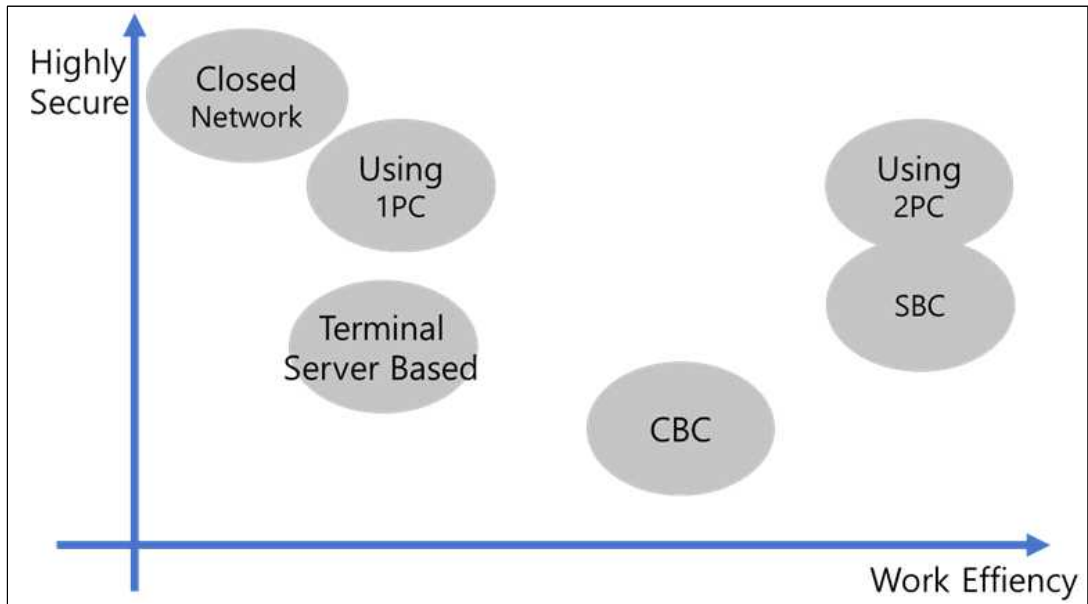 Highly
Secure
Closed
Network
Using
1PC
Using
2PC
Terminal
Server Based
SBC
CBC
Work Effiency